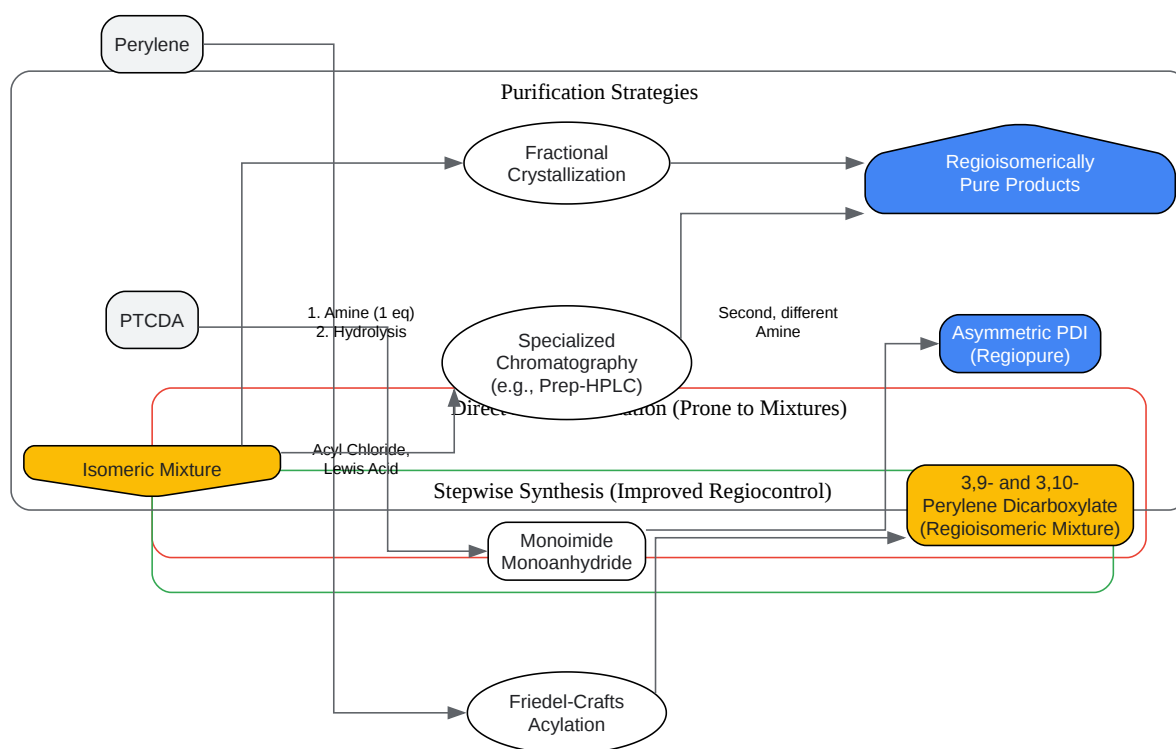 Perylene
Purification Strategies
Fractional
Crystallization
Regioisomerically
Pure Products
PTCDA
1. Amine (1 eq)
2. Hydrolysis
Specialized
Chromatography
(e.g., Prep-HPLC)
Second, different
Amine
Asymmetric PDI
(Regiopure)
Direct (Prone to Mixtures)
Isomeric Mixture
Acyl Chloride,
Lewis Acid
Stepwise Synthesis (Improved Regiocontrol)
3,9- and 3,10-
Perylene Dicarboxylate
(Regioisomeric Mixture)
Monoimide
Monoanhydride
Friedel-Crafts
Acylation